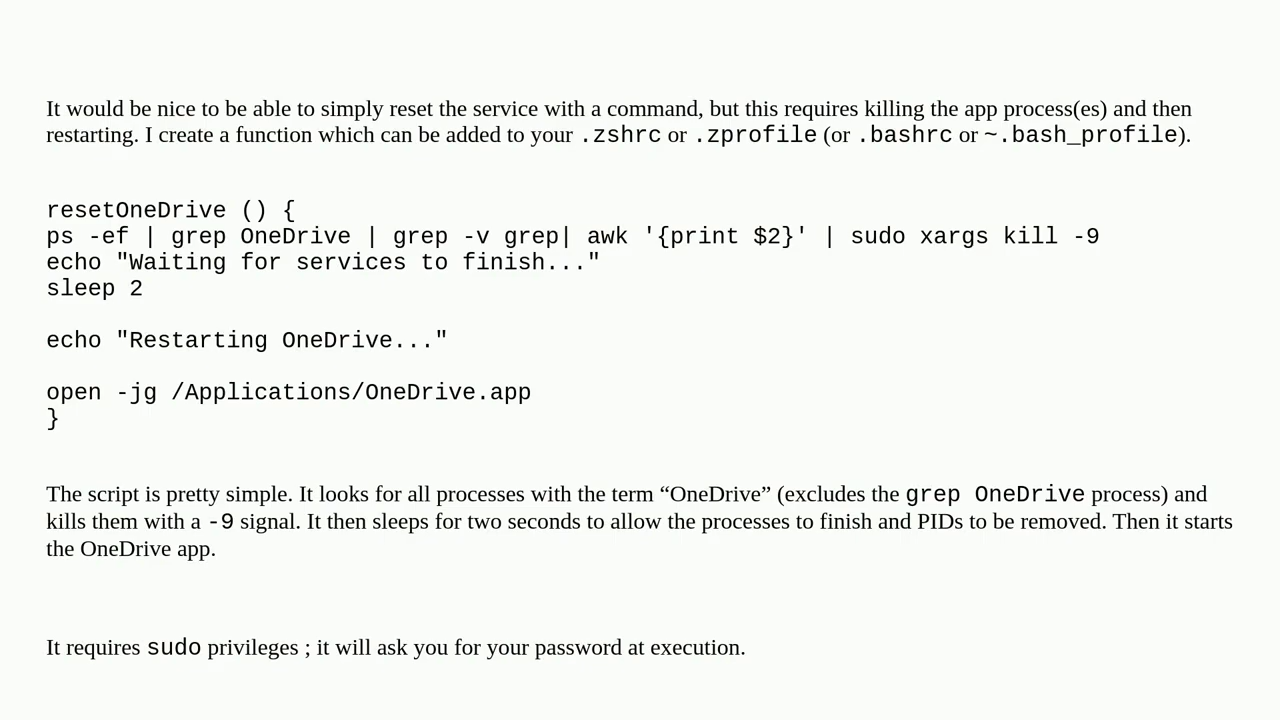 It would be nice to be able to simply reset the service with a command, but this requires killing the app process(es) and then
restarting. I create a function which can be added to your .zshrc or .zprofile (or .bashrc or ~.bash_profile).
resetOneDrive () {
ps -ef | grep OneDrive | grep -v grep| awk '{print $2}' | sudo xargs kill -9
echo "Waiting for services to finish..."
sleep 2
echo "Restarting OneDrive..."
open -jg /Applications/OneDrive.app
}
The script is pretty simple. It looks for all processes with the term “OneDrive” (excludes the grep OneDrive process) and
kills them with a -9 signal. It then sleeps for two seconds to allow the processes to finish and PIDs to be removed. Then it starts
the OneDrive app.
It requires sudo privileges ; it will ask you for your password at execution.